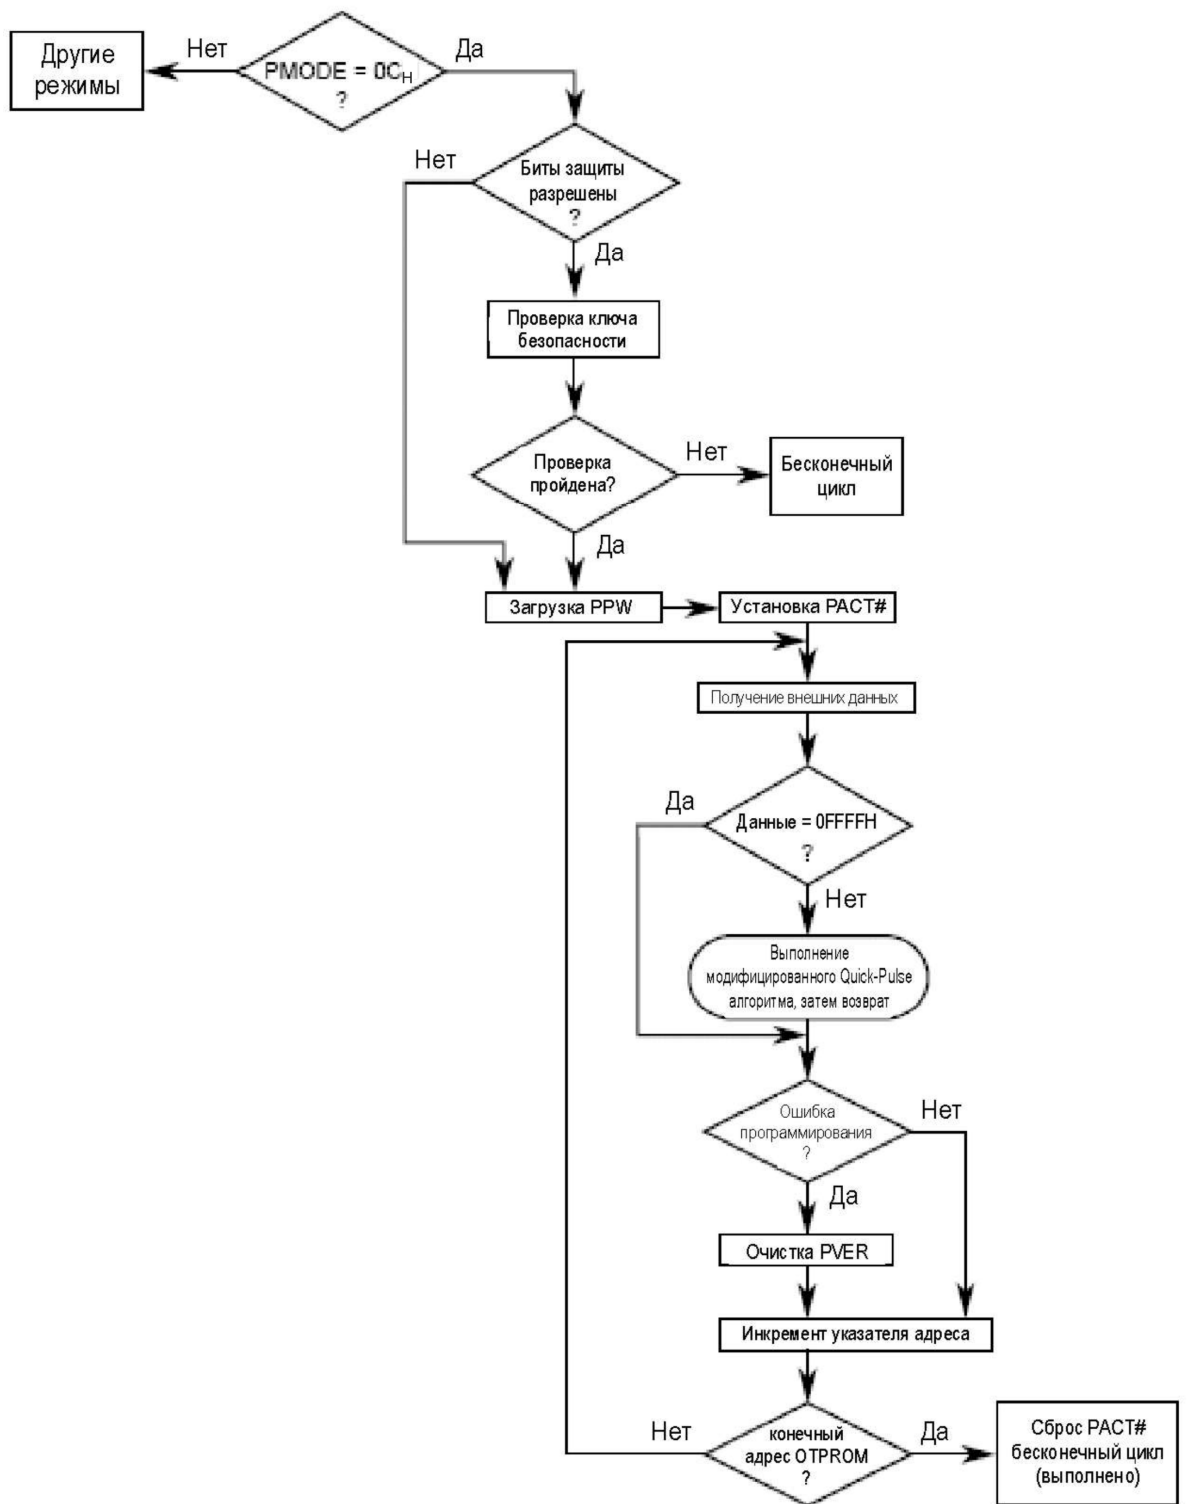 Другие
режимы
Нет
PMODE = 0CH
?
Да
Нет
Биты защиты
разрешены
?
Да
Проверка ключа
безопасности
Проверка
пройдена?
Нет
Бесконечный
цикл
Да
Загрузка PPW
Установка PACT#
Получение внешних данных
Да
Данные = 0FFFFH
?
Нет
Выполнение
модифицированного Quick-Pulse
алгоритма, затем возврат
Ошибка
программирования
?
Нет
Да
Очистка PVER
Инкремент указателя адреса
Нет
конечный
адрес OTPROM
?
Да
Сброс PACT#
бесконечный цикл
(выполнено)